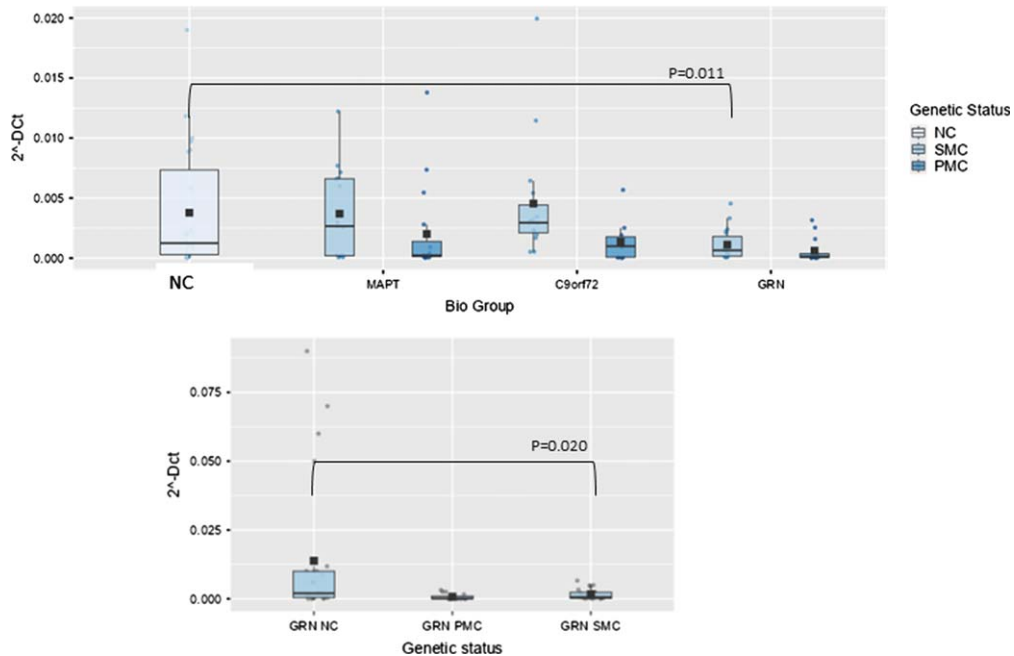 0.020
0.015
0.010
0.005
0.000
2^-DCt
P=0.011
NC
MAPT
C9orf72
GRN
Bio Group
Genetic Status
NC
SMC
PMC
0.075
0.050
0.025
0.000
2^-Dct
P=0.020
GRN NC
GRN PMC
GRN SMC
Genetic status